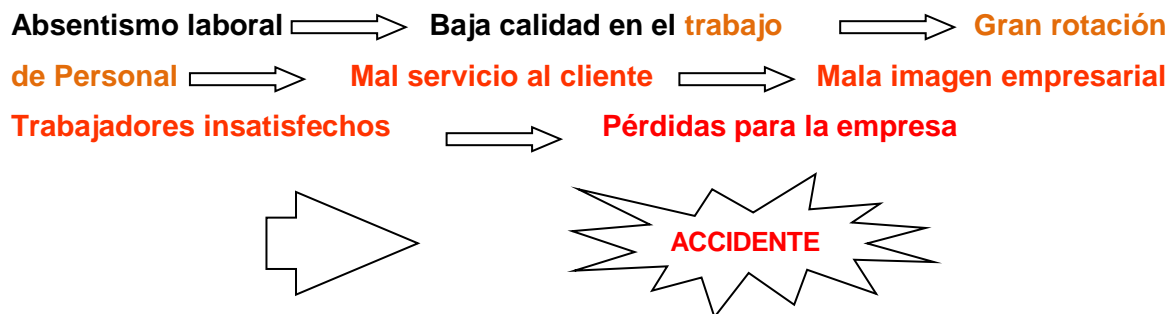 Absentismo laboral Baja calidad en el trabajo Gran rotación
de Personal Mal servicio al cliente Mala imagen empresarial
Trabajadores insatisfechos Pérdidas para la empresa
ACCIDENTE